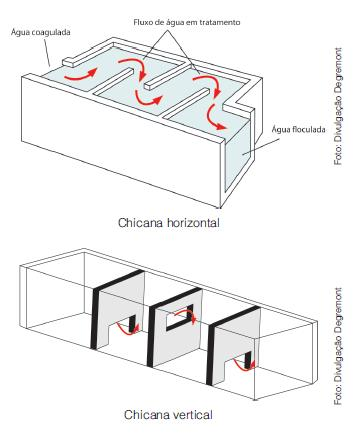 Fluxo de água em tratamento
Água coagulada
Água floculada
Foto: Divulgação Degremont
Chicana horizontal
Foto: Divulgação Degremont
Chicana vertical